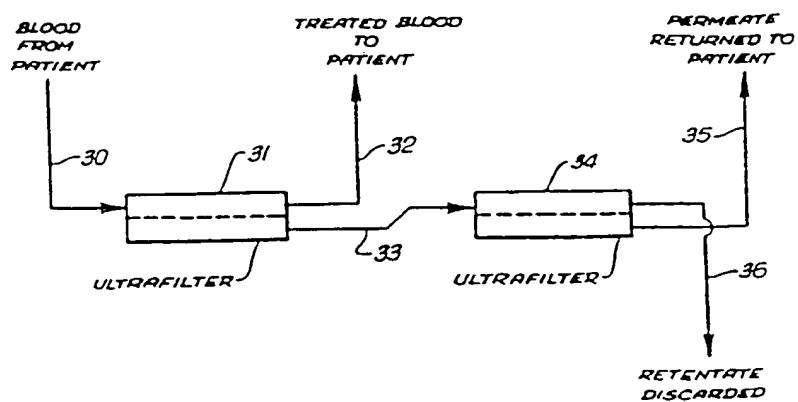 BLOOD
FROM
PATIENT
TREATED BLOOD
TO
PATIENT
PERMEATE
RETURNED TO
PATIENT
30
31
32
33
34
35
36
ULTRAFILTER
ULTRAFILTER
RETENTATE
DISCARDED